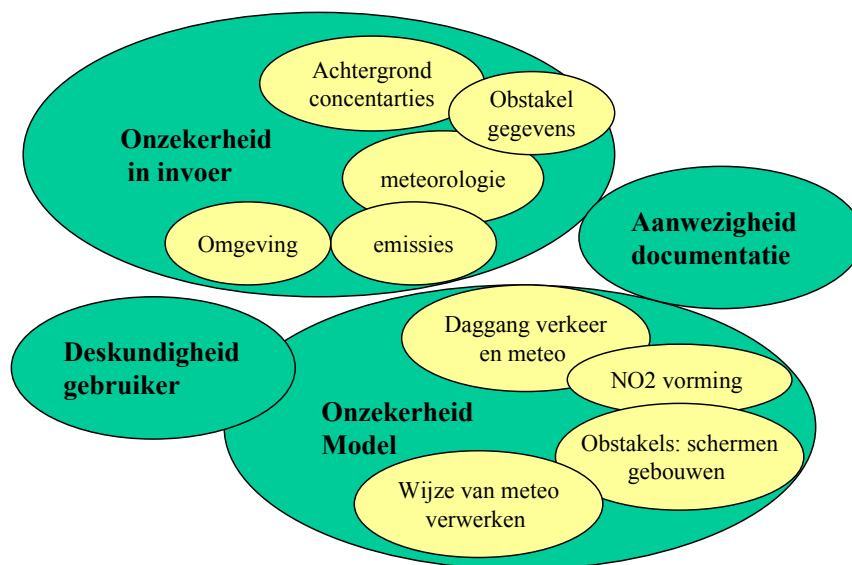 Achtergrond
concentarties
Obstakel
gegevens
Onzekerheid
in invoer
meteorologie
Omgeving
emissies
Aanwezigheid
documentatie
Daggang verkeer
en meteo
Deskundigheid
gebruiker
NO2 vorming
Onzekerheid
Model
Obstakels: schermen
gebouwen
Wijze van meteo
verwerken